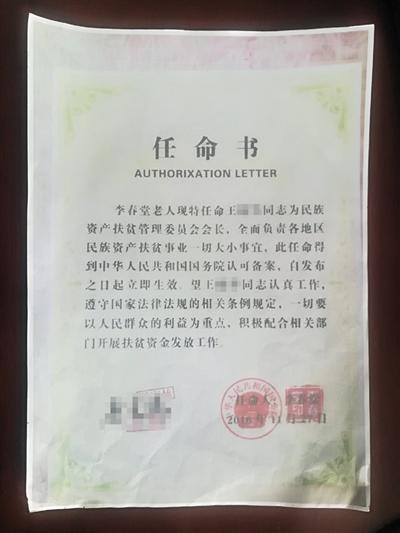 任命书
AUTHORIXATION LETTER
李春堂老人现特任命王 同志为民族
资产扶贫管理委员会会长，全面负责各地区
民族资产扶贫事业一切大小事宜，此任命得
到中华人民共和国国务院认可备案，自发布
之日起立即生效。望王 同志认真工作，
遵守国家法律法规的相关条例规定，一切要
以人民群众的利益为重点，积极配合相关部
门开展扶贫资金发放工作。
任命人：李春堂
2016年11月27日